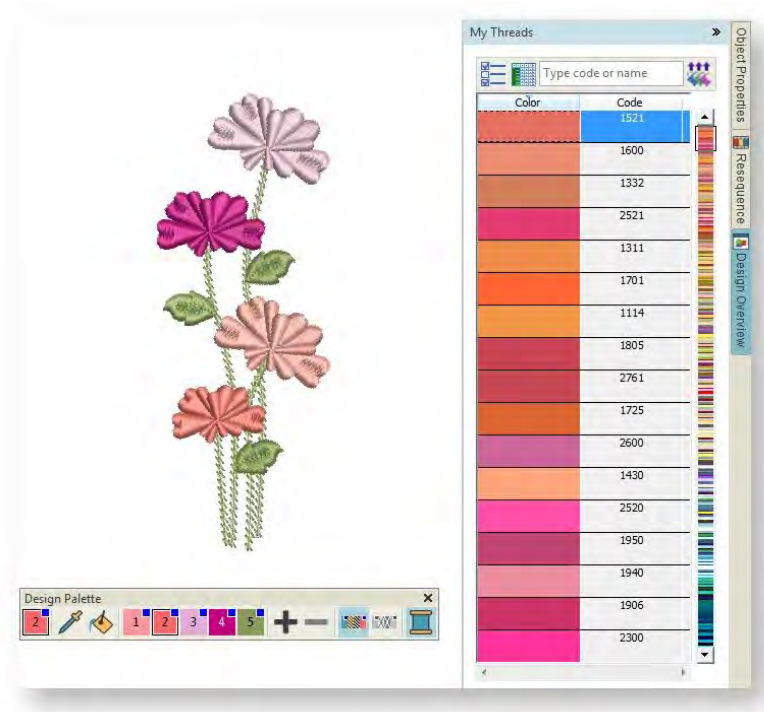 My Threads »
Type code or name
Color Code
1521
1600
1332
2521
1311
1701
1114
1805
2761
1725
2600
1430
2520
1950
1940
1906
2300
Object Properties
Resequence
Design Overview
Design Palette
2 1 2 3 4 5